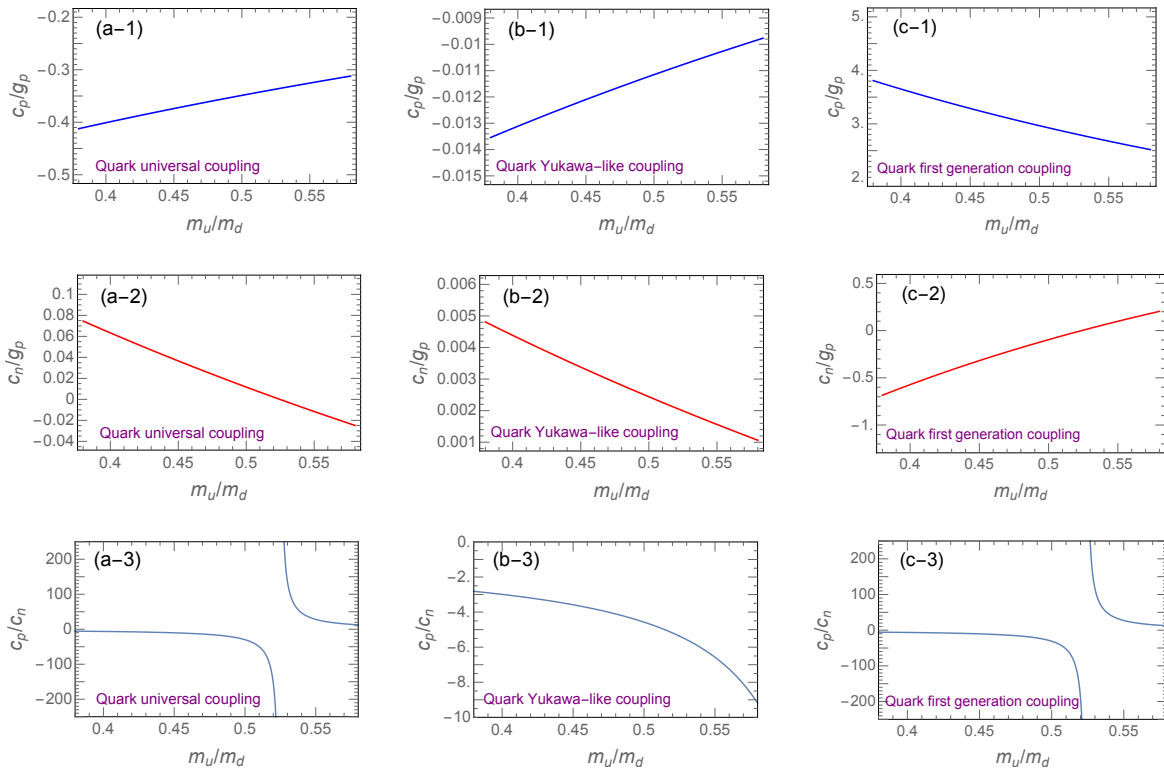 (a-1)
-0.2
-0.3
-0.4
-0.5
c_p/g_p
Quark universal coupling
0.4 0.45 0.5 0.55
m_u/m_d
(b-1)
-0.009
-0.01
-0.011
-0.012
-0.013
-0.014
-0.015
c_p/g_p
Quark Yukawa-like coupling
0.4 0.45 0.5 0.55
m_u/m_d
(c-1)
5.
4.
3.
2.
c_p/g_p
Quark first generation coupling
0.4 0.45 0.5 0.55
m_u/m_d
(a-2)
0.1
0.08
0.06
0.04
0.02
0
-0.02
-0.04
c_n/g_p
Quark universal coupling
0.4 0.45 0.5 0.55
m_u/m_d
(b-2)
0.006
0.005
0.004
0.003
0.002
0.001
c_n/g_p
Quark Yukawa-like coupling
0.4 0.45 0.5 0.55
m_u/m_d
(c-2)
0.5
0
-0.5
-1.
c_n/g_p
Quark first generation coupling
0.4 0.45 0.5 0.55
m_u/m_d
(a-3)
200
100
0
-100
-200
c_p/c_n
Quark universal coupling
0.4 0.45 0.5 0.55
m_u/m_d
(b-3)
0.
-2.
-4.
-6.
-8.
-10.
c_p/c_n
Quark Yukawa-like coupling
0.4 0.45 0.5 0.55
m_u/m_d
(c-3)
200
100
0
-100
-200
c_p/c_n
Quark first generation coupling
0.4 0.45 0.5 0.55
m_u/m_d